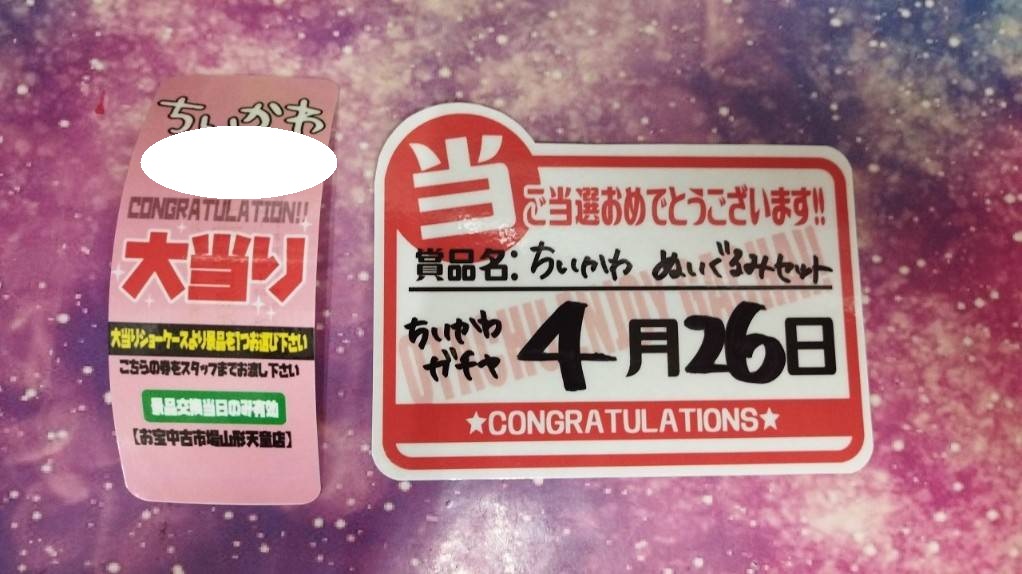 ちいかわ
CONGRATULATION!!
大当り
大当りショーケースより景品を1つお選び下さい
こちらの券をスタッフまでお渡し下さい
景品交換当日のみ有効
【お宝中古市場山形天童店】
当
ご当選おめでとうございます!!
賞品名:ちいかわ ぬいぐるみセット
ちいかわ
ガチャ
4月26日
★CONGRATULATIONS★